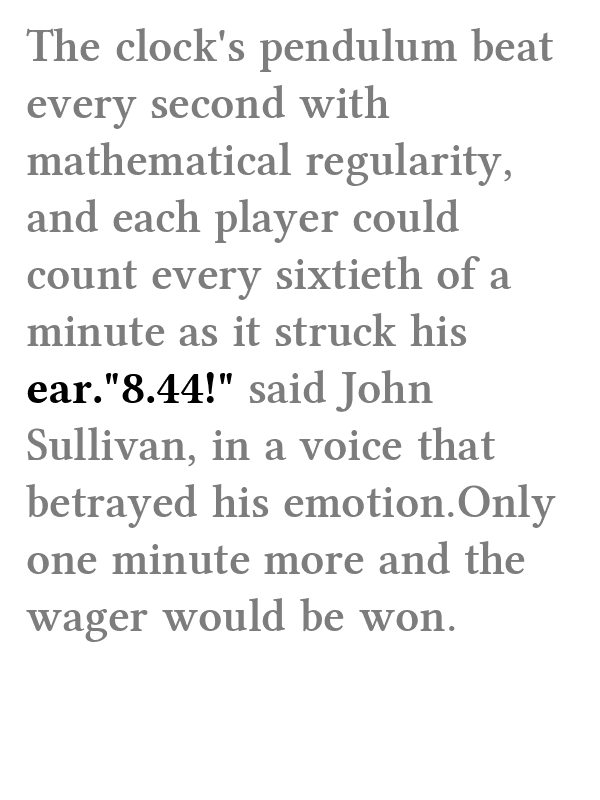 The clock's pendulum beat
every second with
mathematical regularity,
and each player could
count every sixtieth of a
minute as it struck his
ear."8.44!" said John
Sullivan, in a voice that
betrayed his emotion.Only
one minute more and the
wager would be won.